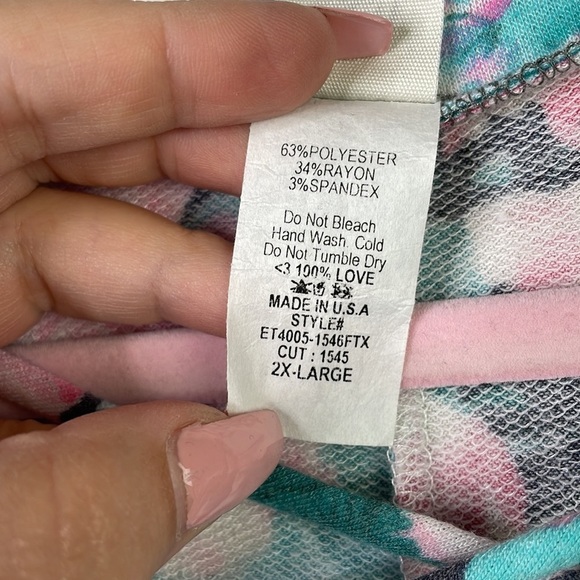 63%POLYESTER
34%RAYON
3%SPANDEX
Do Not Bleach
Hand Wash, Cold
Do Not Tumble Dry
<3 100% LOVE
MADE IN U.S.A
STYLE#
ET4005-1546FTX
CUT : 1545
2X-LARGE